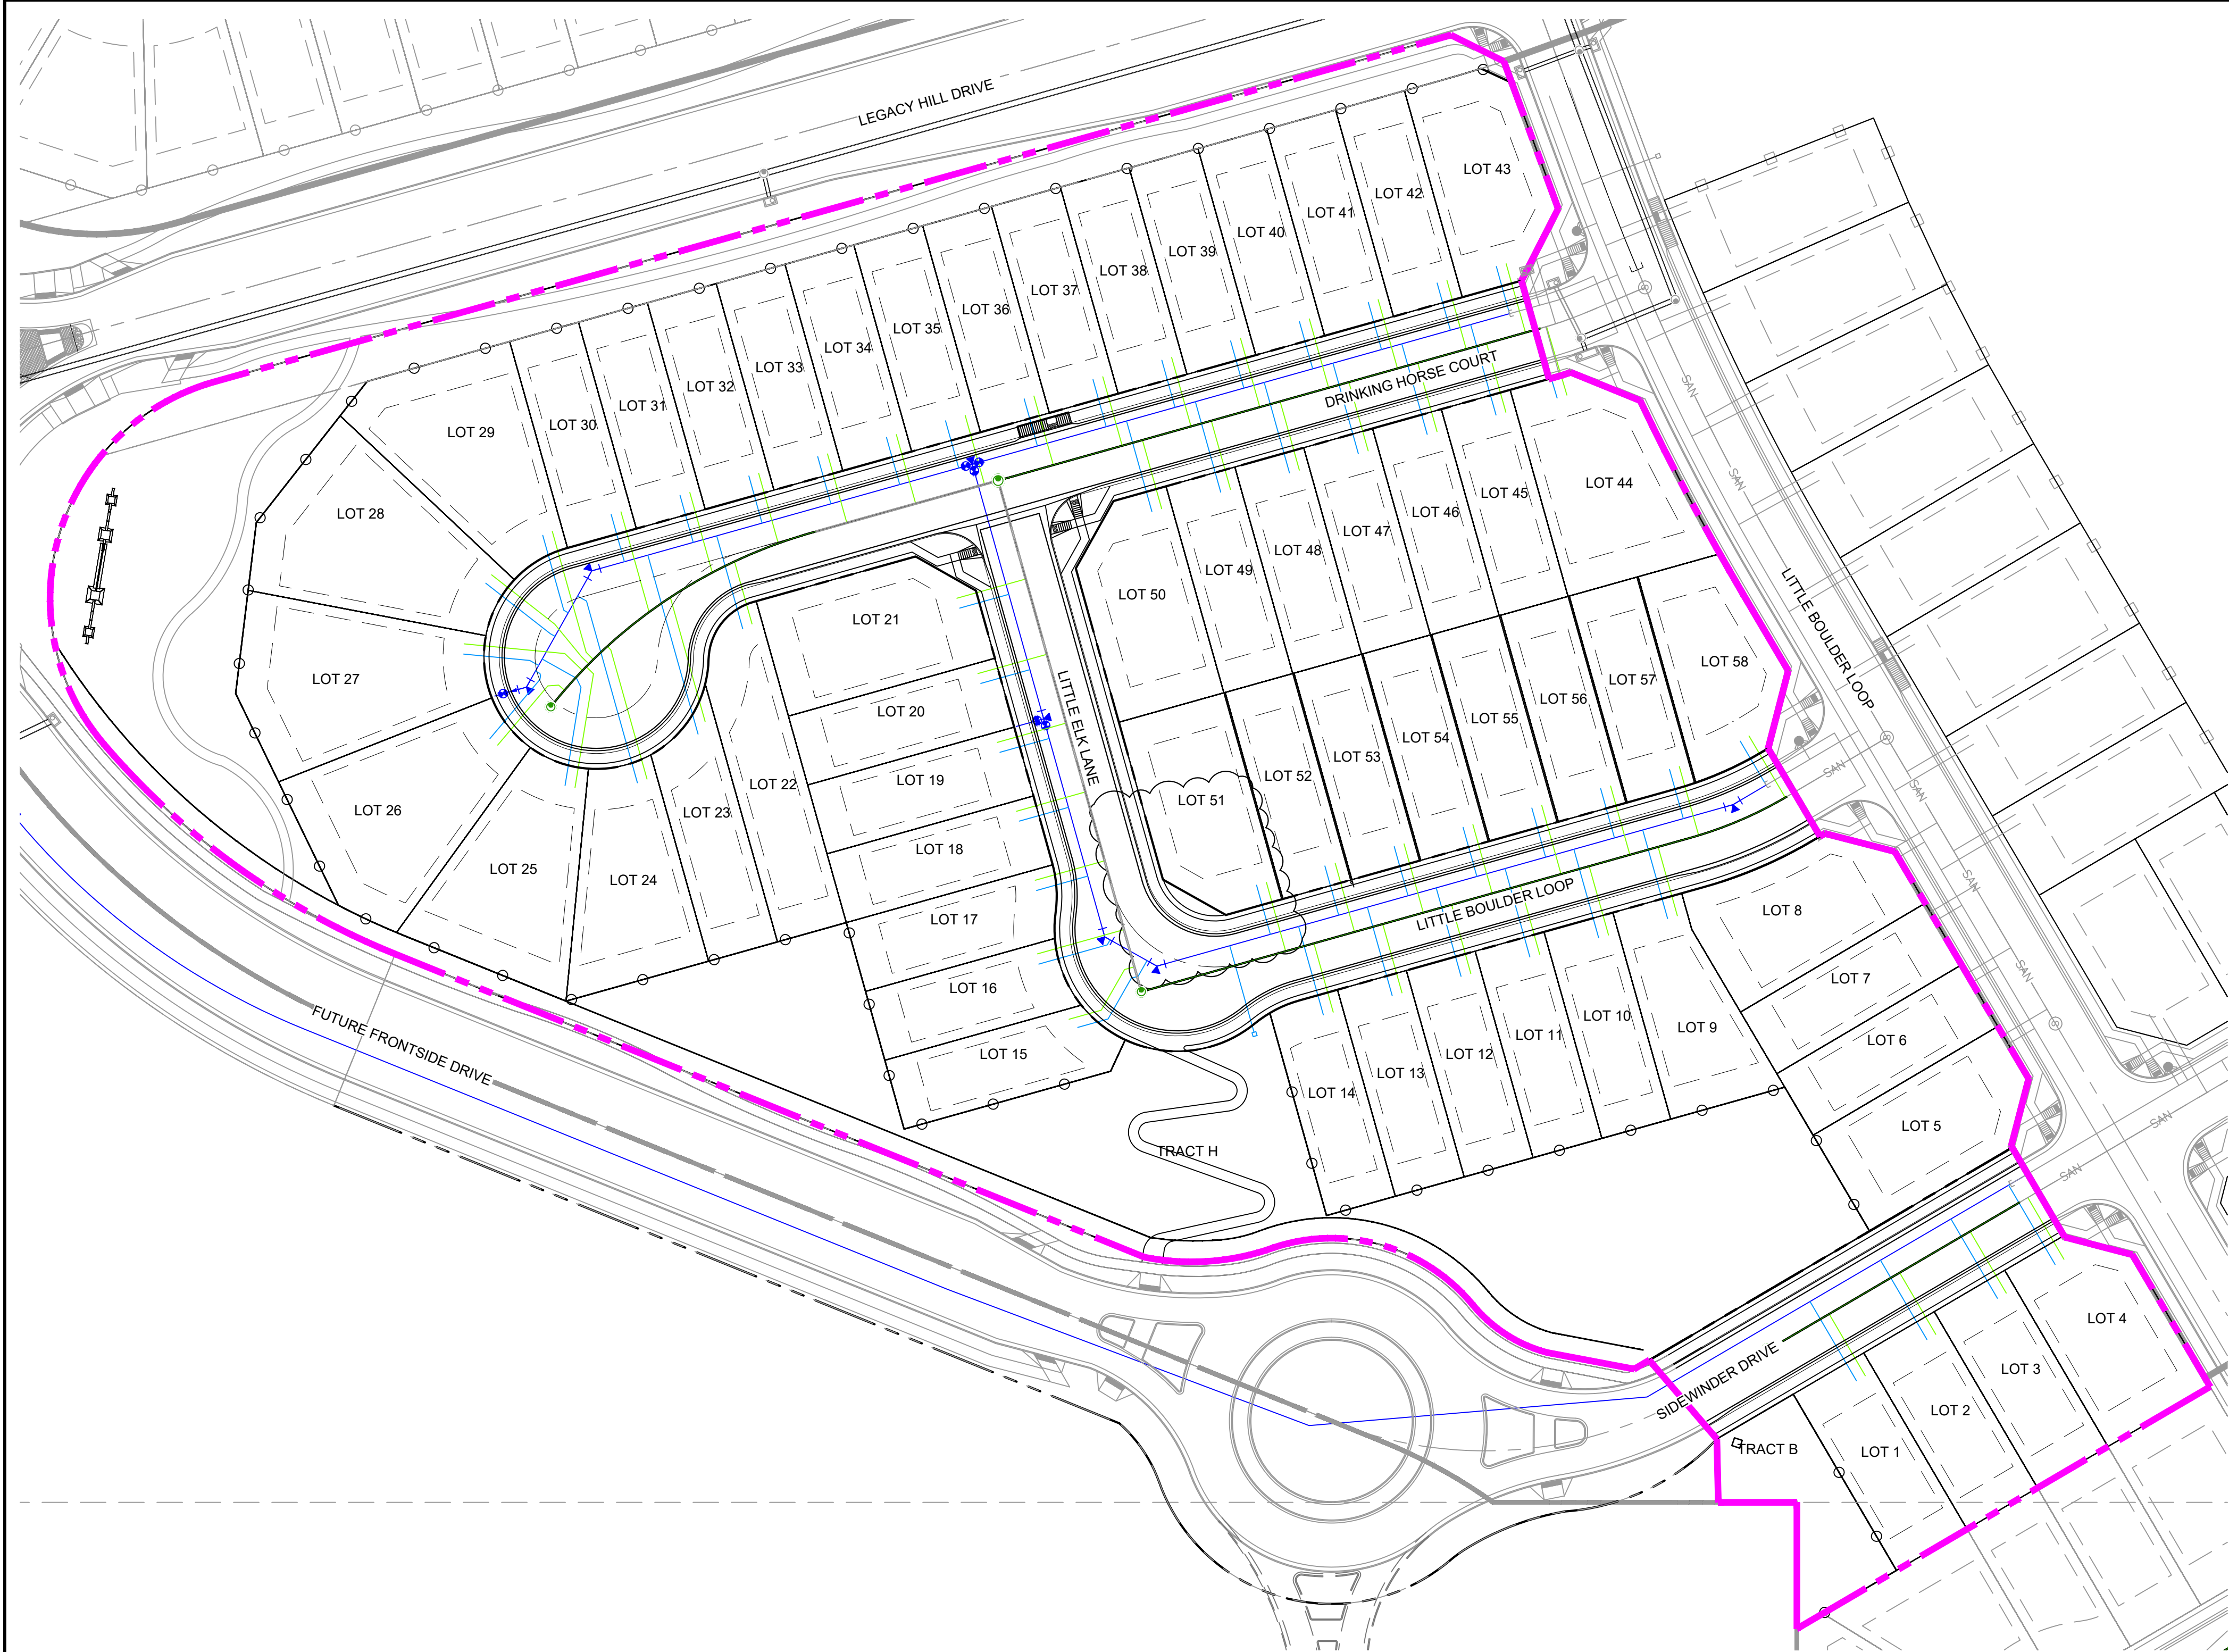 LEGACY HILL DRIVE
LOT 43
LOT 42
LOT 41
LOT 40
LOT 39
LOT 38
LOT 37
LOT 36
LOT 35
LOT 34
LOT 33
LOT 32
LOT 31
LOT 30
LOT 29
LOT 28
LOT 27
LOT 26
LOT 25
LOT 24
LOT 23
LOT 22
LOT 21
LOT 20
LOT 19
LOT 18
LOT 17
LOT 16
LOT 15
DRINKING HORSE COURT
LITTLE ELK LANE
LOT 44
LOT 45
LOT 46
LOT 47
LOT 48
LOT 49
LOT 50
LOT 51
LOT 52
LOT 53
LOT 54
LOT 55
LOT 56
LOT 57
LOT 58
SAN
SAN
LITTLE BOULDER LOOP
SAN
SAN
SAN
SAN
SAN
SAN
LITTLE BOULDER LOOP
LOT 8
LOT 7
LOT 6
LOT 5
LOT 9
LOT 10
LOT 11
LOT 12
LOT 13
LOT 14
TRACT H
FUTURE FRONTSIDE DRIVE
SIDEWINDER DRIVE
TRACT B
LOT 1
LOT 2
LOT 3
LOT 4